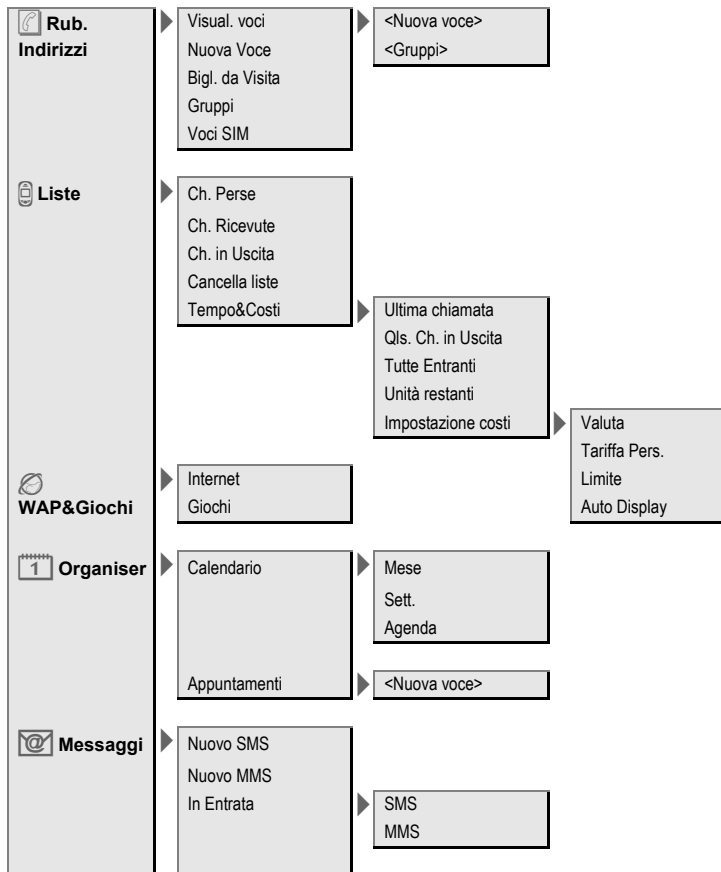 Rub.
Indirizzi
Visual. voci
Nuova Voce
Bigl. da Visita
Gruppi
Voci SIM
<Nuova voce>
<Gruppi>
Liste
Ch. Perse
Ch. Ricevute
Ch. in Uscita
Cancella liste
Tempo&Costi
Ultima chiamata
Qls. Ch. in Uscita
Tutte Entranti
Unità restanti
Impostazione costi
Valuta
Tariffa Pers.
Limite
Auto Display
WAP&Giochi
Internet
Giochi
1 Organiser
Calendario
Mese
Sett.
Agenda
Appuntamenti
<Nuova voce>
@ Messaggi
Nuovo SMS
Nuovo MMS
In Entrata
SMS
MMS